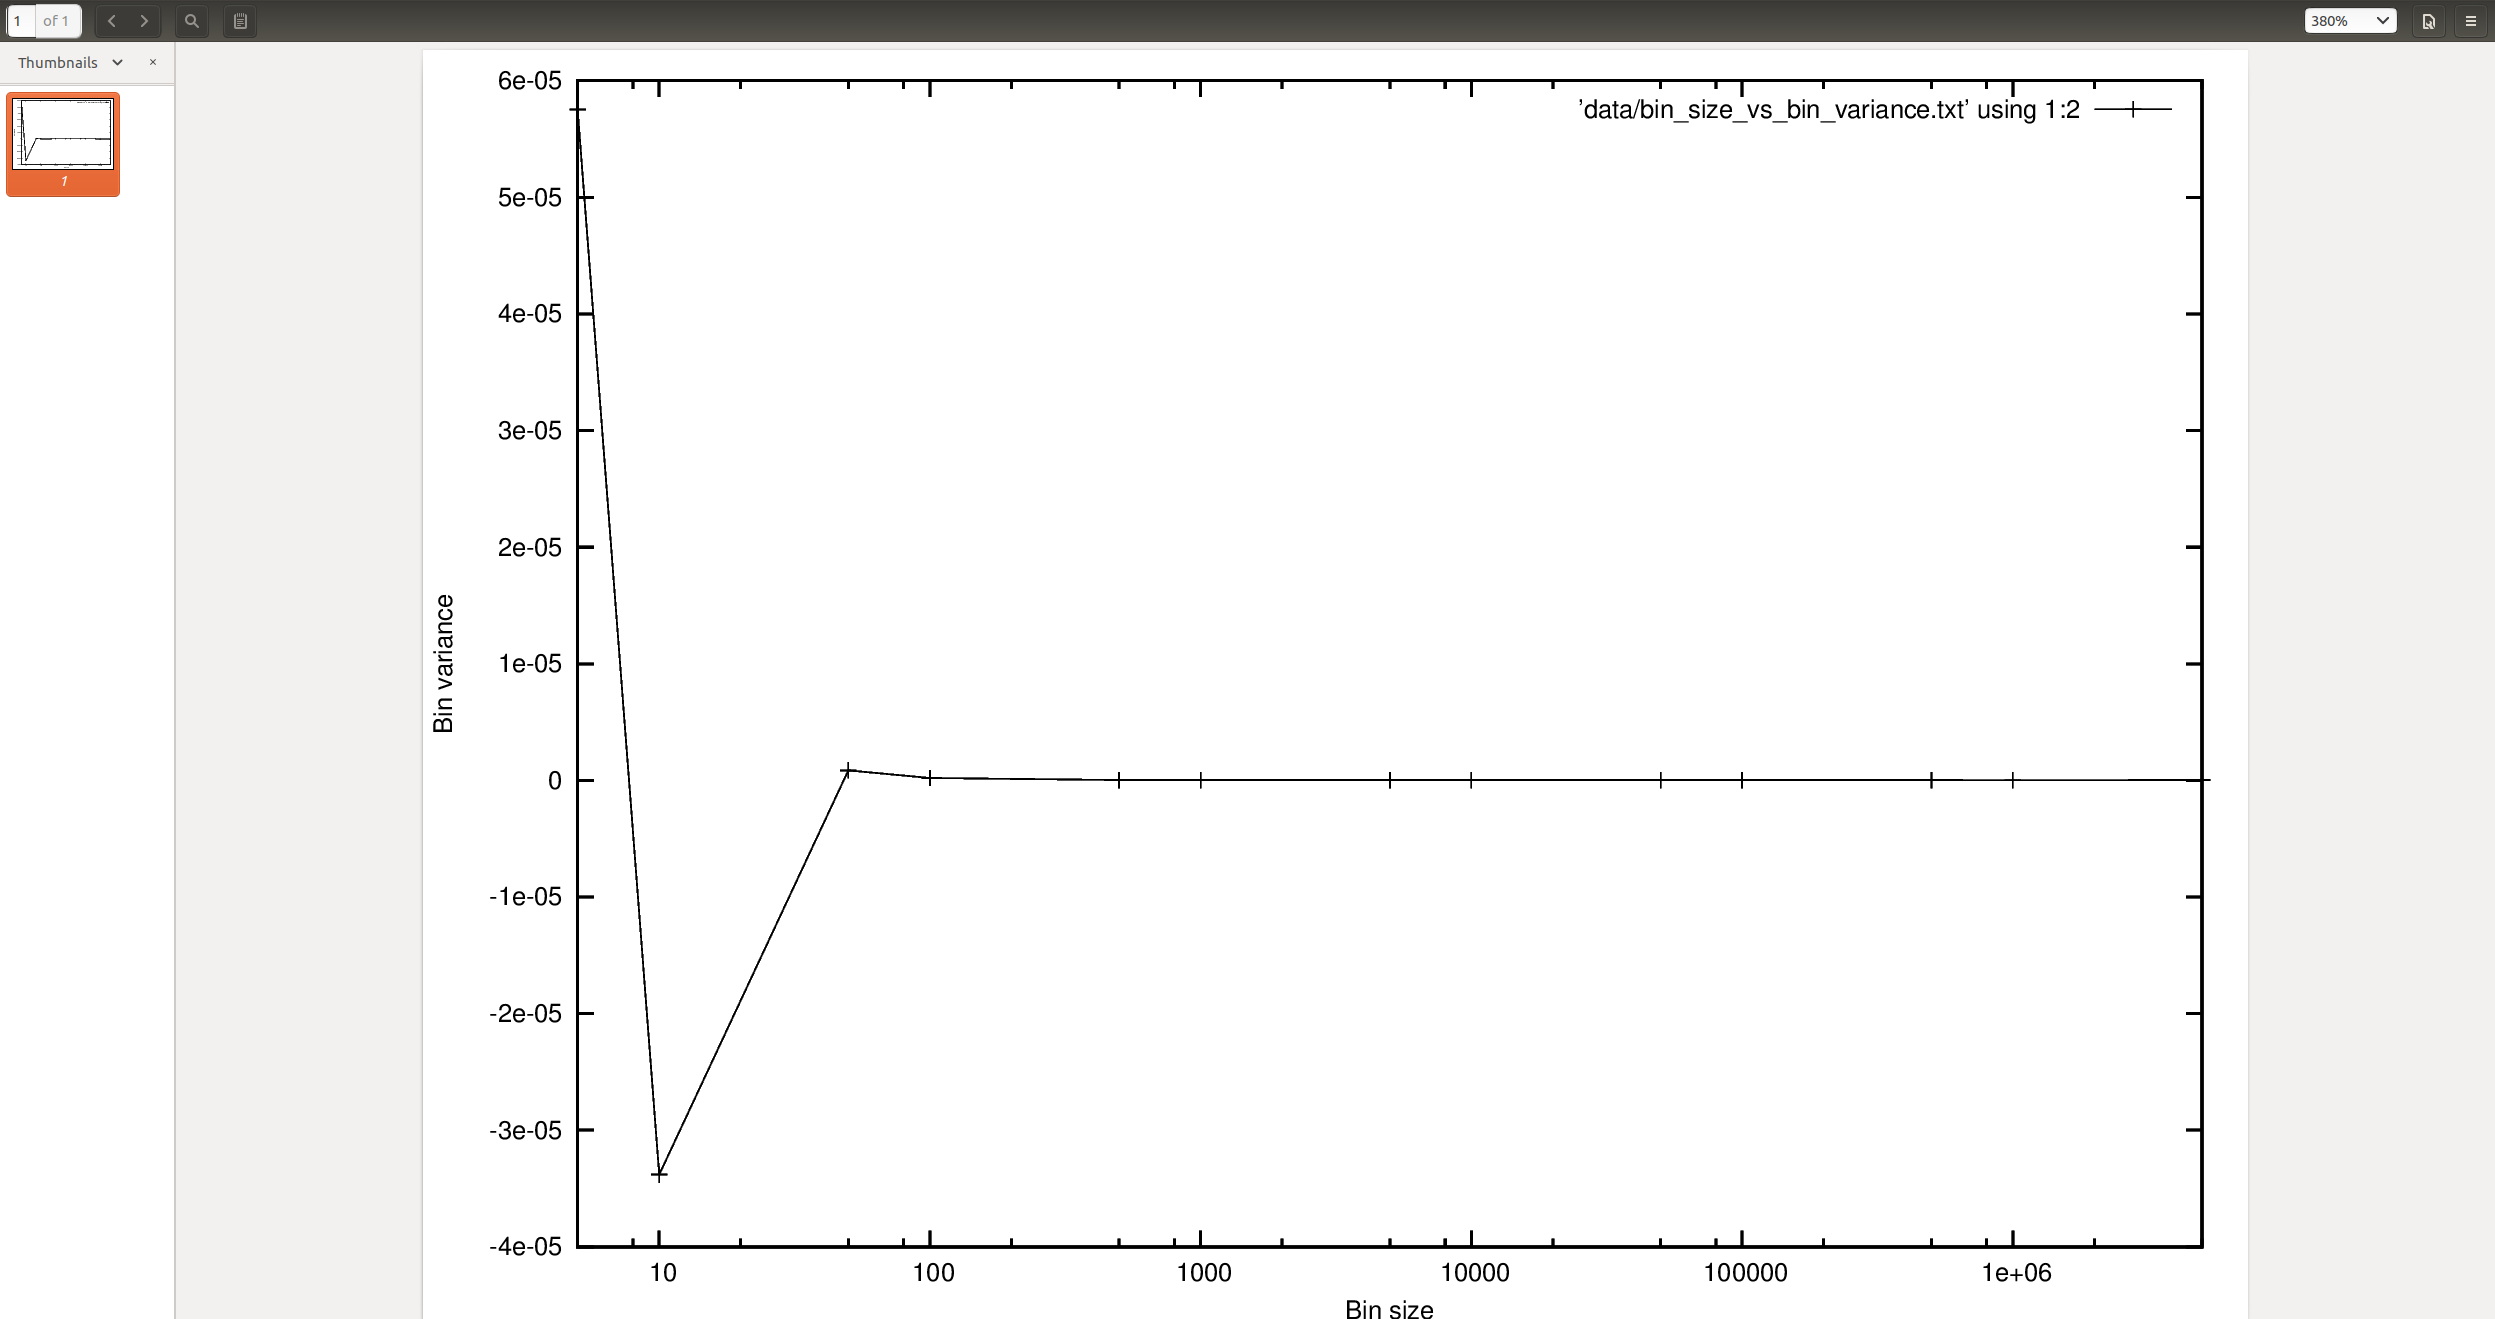 1 of 1
380%
Thumbnails
1
6e-05
'data/bin_size_vs_bin_variance.txt' using 1:2
5e-05
4e-05
3e-05
2e-05
1e-05
0
-1e-05
-2e-05
-3e-05
-4e-05
Bin variance
10 100 1000 10000 100000 1e+06
Bin size